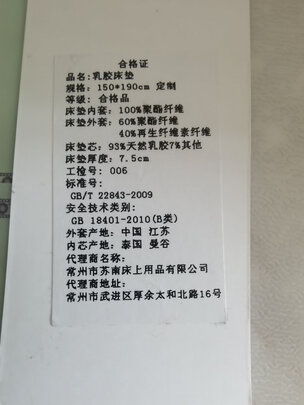 合格证
品名:乳胶床垫
规格: 150*190cm 定制
等级: 合格品
床垫内套: 100%聚酯纤维
床垫外套: 60%聚酯纤维
40%再生纤维素纤维
床垫芯: 93%天然乳胶7%其他
床垫厚度: 7.5cm
工检号: 006
标准号:
GB/T 22843-2009
安全技术类别:
GB 18401-2010(B类)
外套产地: 中国 江苏
内芯产地: 泰国 曼谷
代理商名称:
常州市苏南床上用品有限公司
代理商地址:
常州市武进区厚余太和北路16号